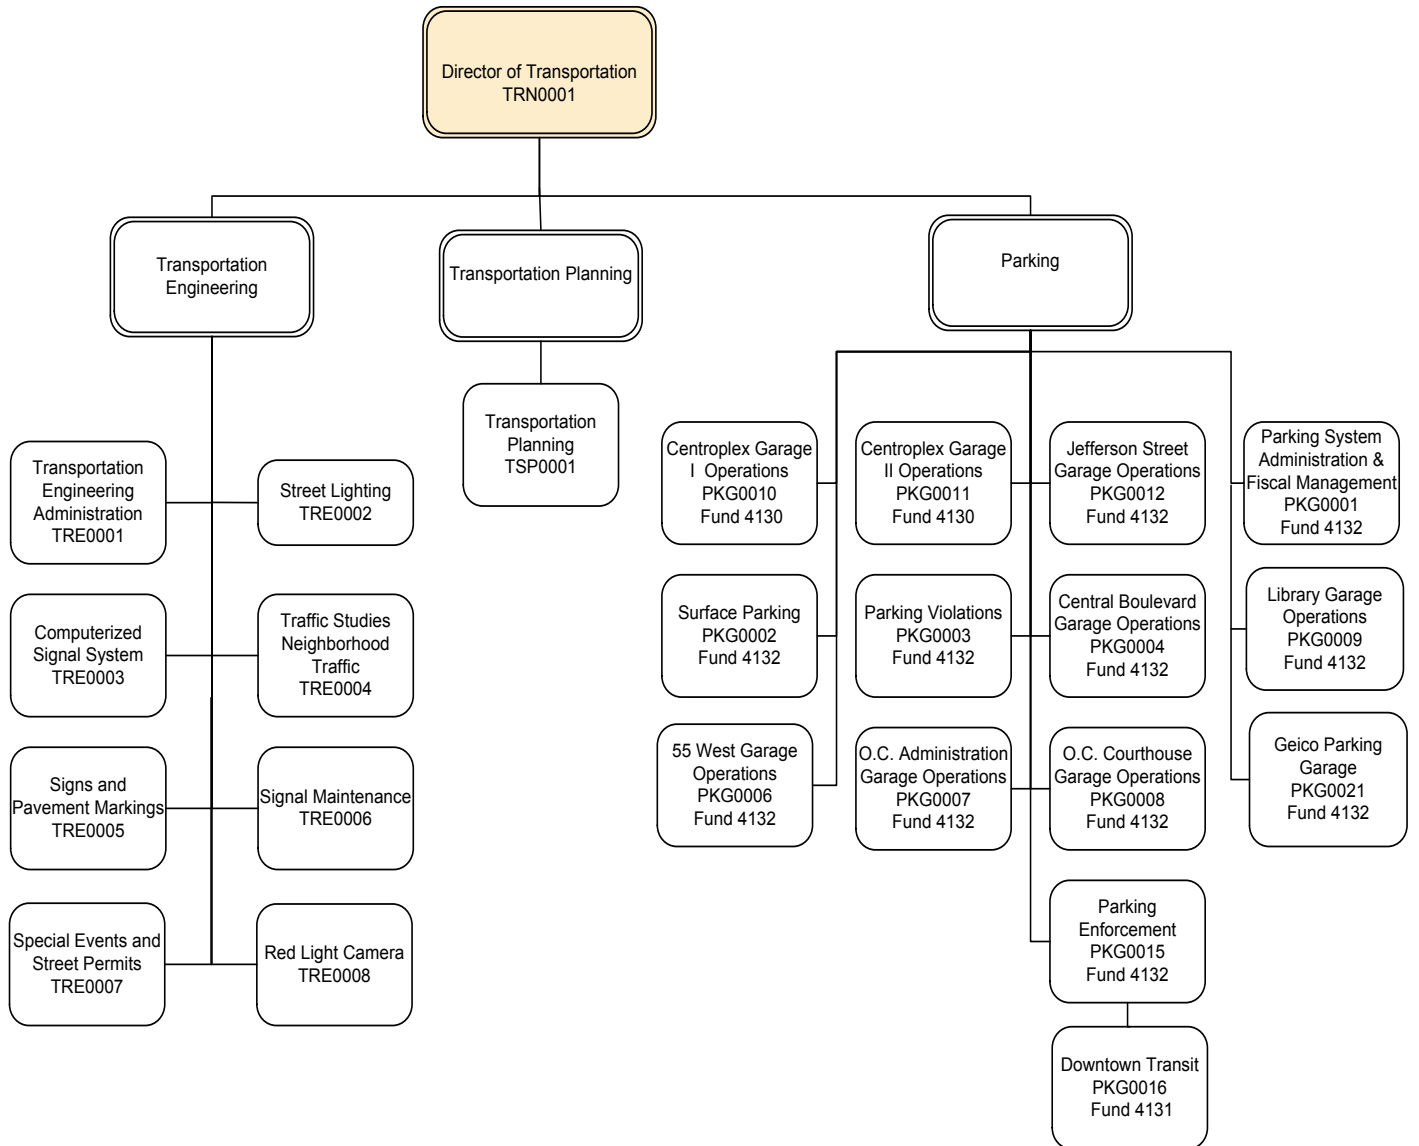 Director of Transportation
TRN0001
Transportation
Engineering
Transportation Planning
Parking
Transportation
Engineering
Administration
TRE0001
Street Lighting
TRE0002
Computerized
Signal System
TRE0003
Traffic Studies
Neighborhood
Traffic
TRE0004
Signs and
Pavement Markings
TRE0005
Signal Maintenance
TRE0006
Special Events and
Street Permits
TRE0007
Red Light Camera
TRE0008
Transportation
Planning
TSP0001
Centroplex Garage
I Operations
PKG0010
Fund 4130
Centroplex Garage
II Operations
PKG0011
Fund 4130
Jefferson Street
Garage Operations
PKG0012
Fund 4132
Parking System
Administration &
Fiscal Management
PKG0001
Fund 4132
Surface Parking
PKG0002
Fund 4132
Parking Violations
PKG0003
Fund 4132
Central Boulevard
Garage Operations
PKG0004
Fund 4132
Library Garage
Operations
PKG0009
Fund 4132
55 West Garage
Operations
PKG0006
Fund 4132
O.C. Administration
Garage Operations
PKG0007
Fund 4132
O.C. Courthouse
Garage Operations
PKG0008
Fund 4132
Geico Parking
Garage
PKG0021
Fund 4132
Parking
Enforcement
PKG0015
Fund 4132
Downtown Transit
PKG0016
Fund 4131